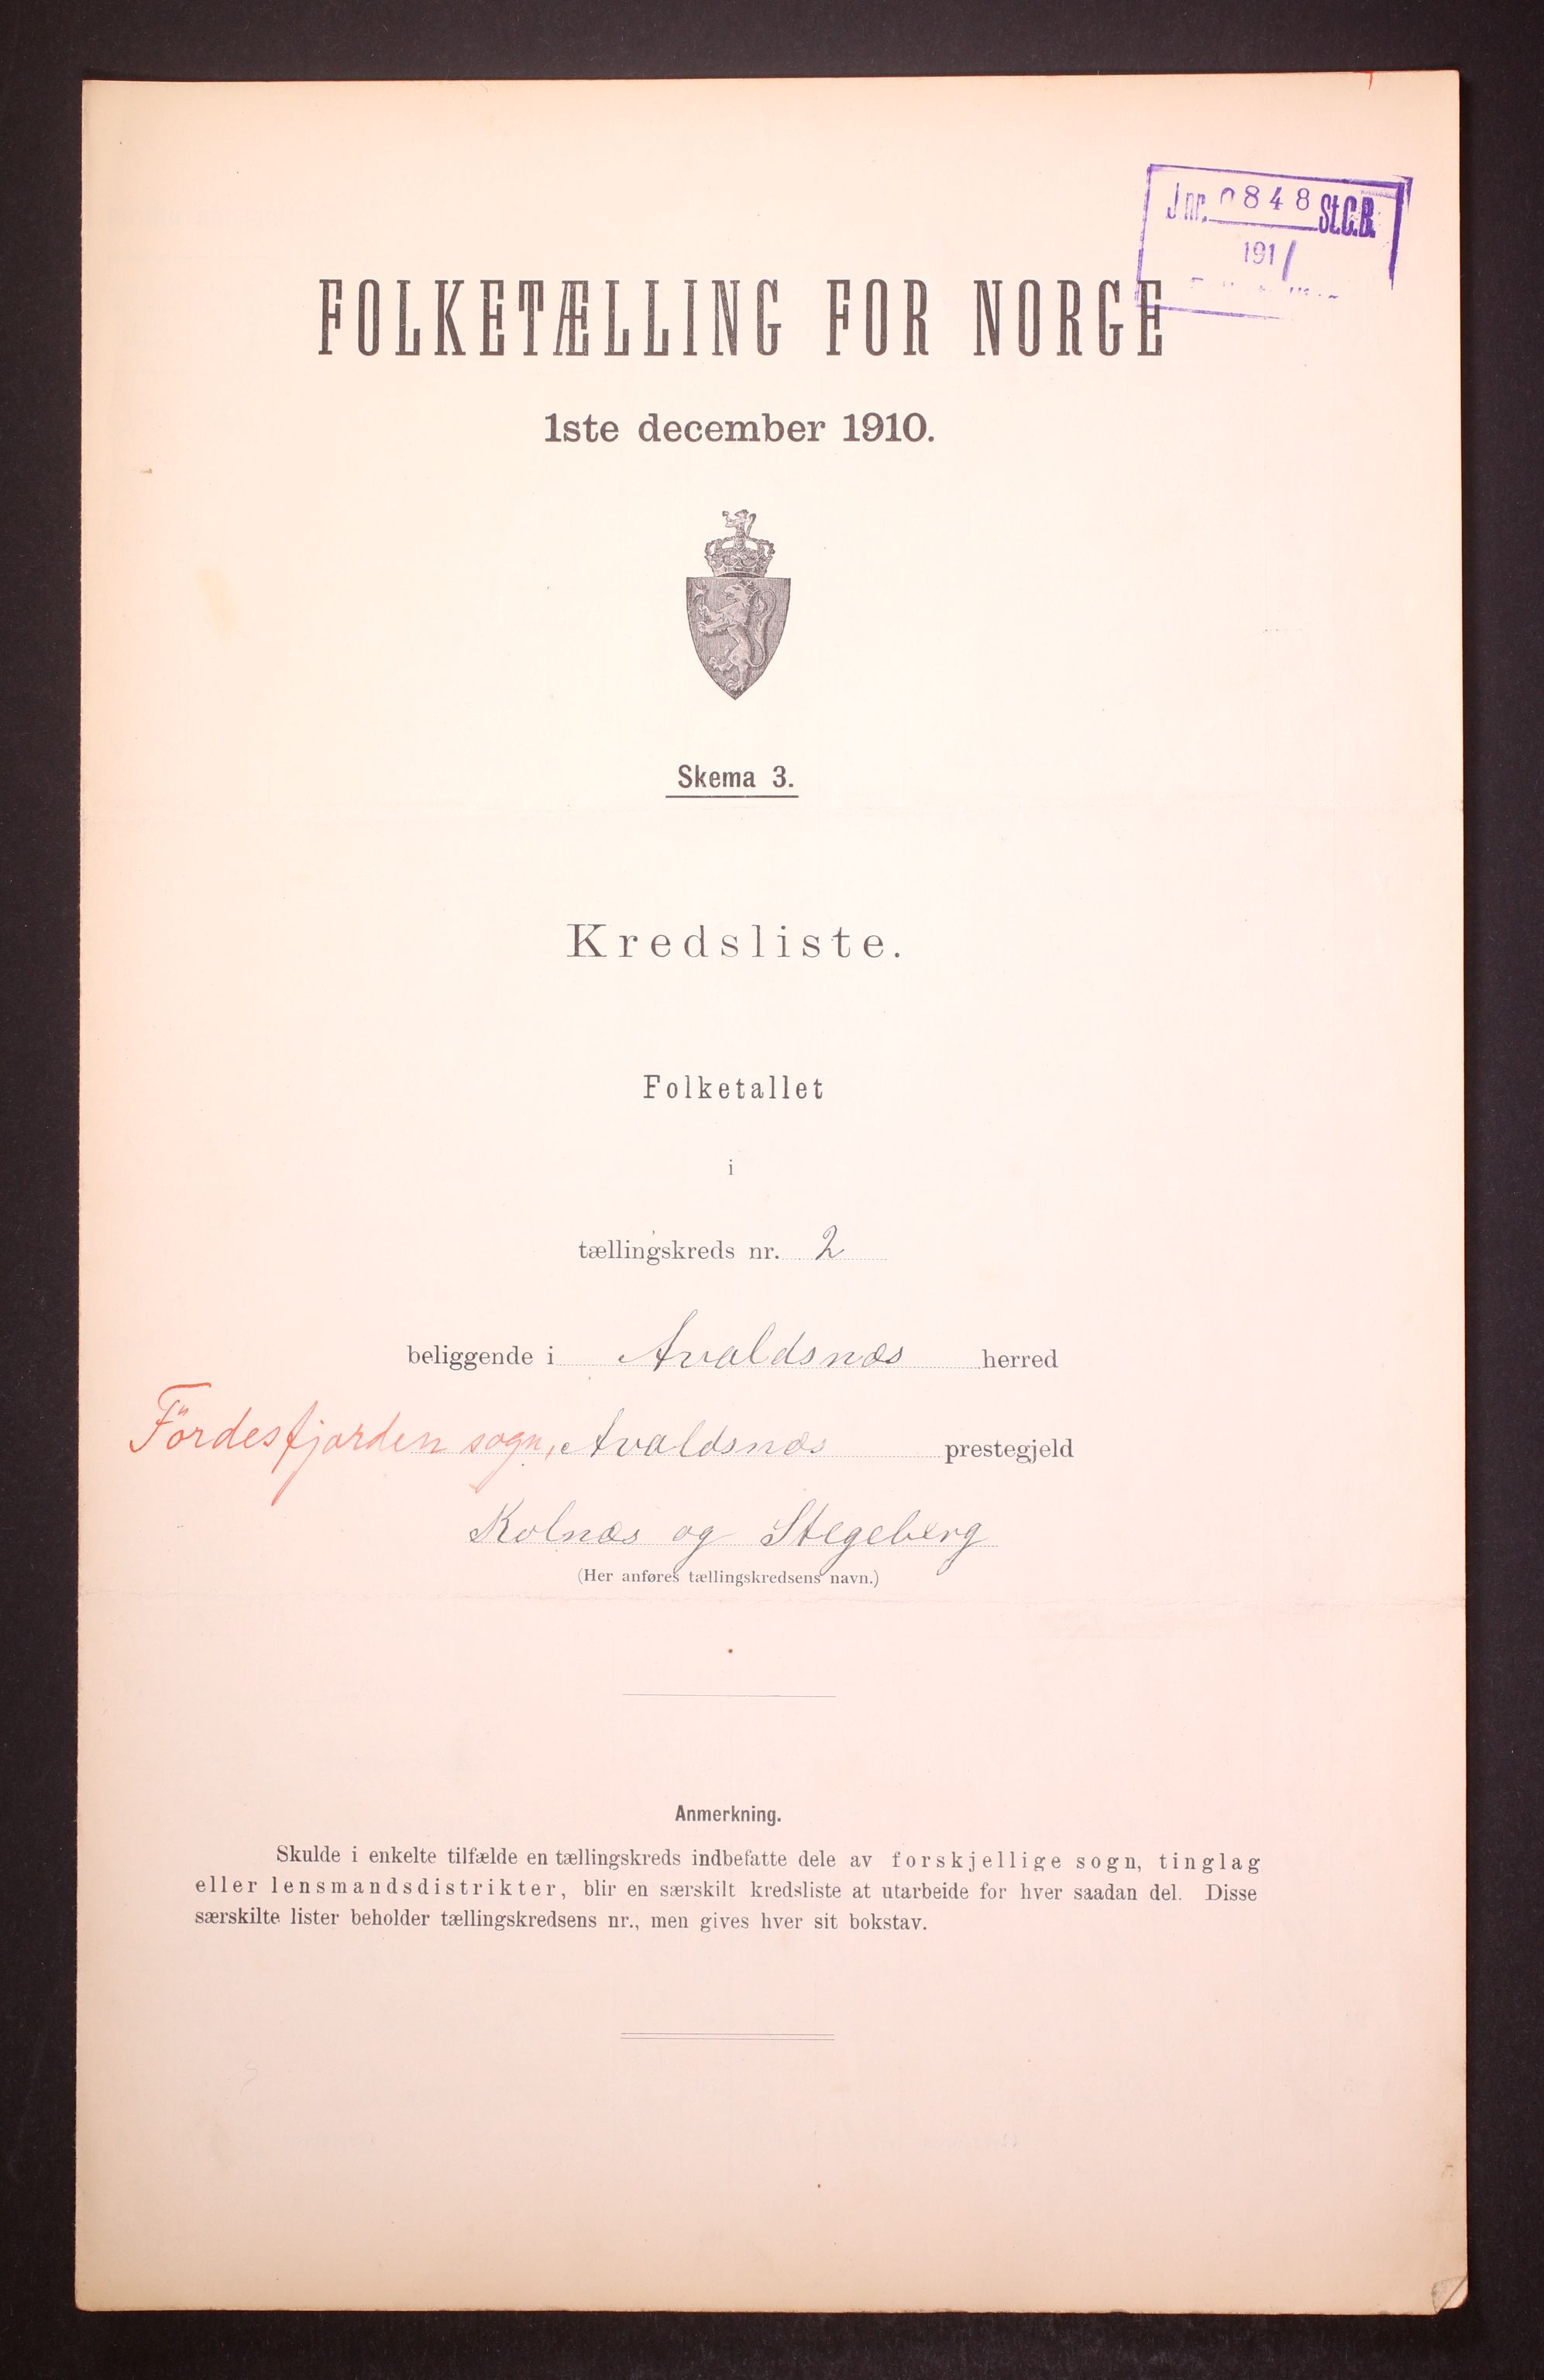 J.nr. 0848 St.C.B.
1911
FOLKETÆLLING FOR NORGE
1ste december 1910.
Skema 3.
Kredsliste.
Folketallet
i
tællingskreds nr. 2
beliggende i Avaldsnæs herred
Fördesfjorden sogn, Avaldsnæs prestegjeld
Kolnæs og Stegeberg
(Her anføres tællingskredsens navn.)
Anmerkning.
Skulde i enkelte tilfælde en tællingskreds indbefatte dele av forskjellige sogn, tinglag
eller lensmandsdistrikter, blir en særskilt kredsliste at utarbeide for hver saadan del. Disse
særskilte lister beholder tællingskredsens nr., men gives hver sit bokstav.